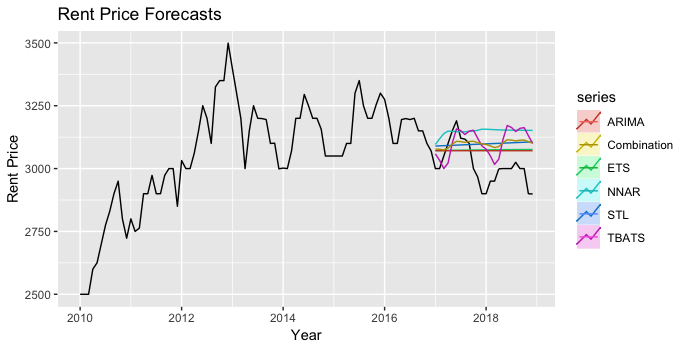 Rent Price Forecasts
3500
3250
3000
2750
2500
Rent Price
2010
2012
2014
2016
2018
Year
series
ARIMA
Combination
ETS
NNAR
STL
TBATS